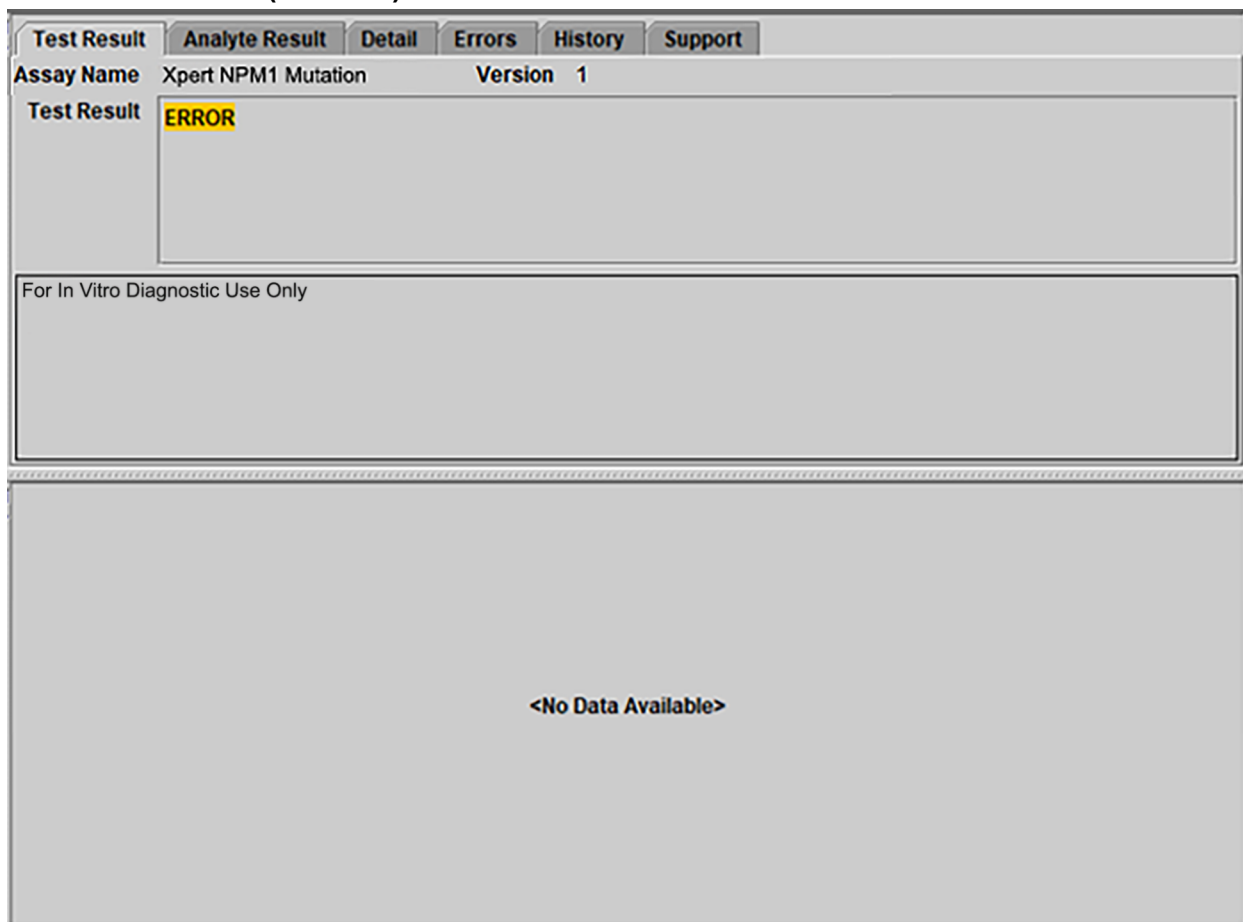 Test Result Analyte Result Detail Errors History Support
Assay Name Xpert NPM1 Mutation Version 1
Test Result ERROR
For In Vitro Diagnostic Use Only
<No Data Available>